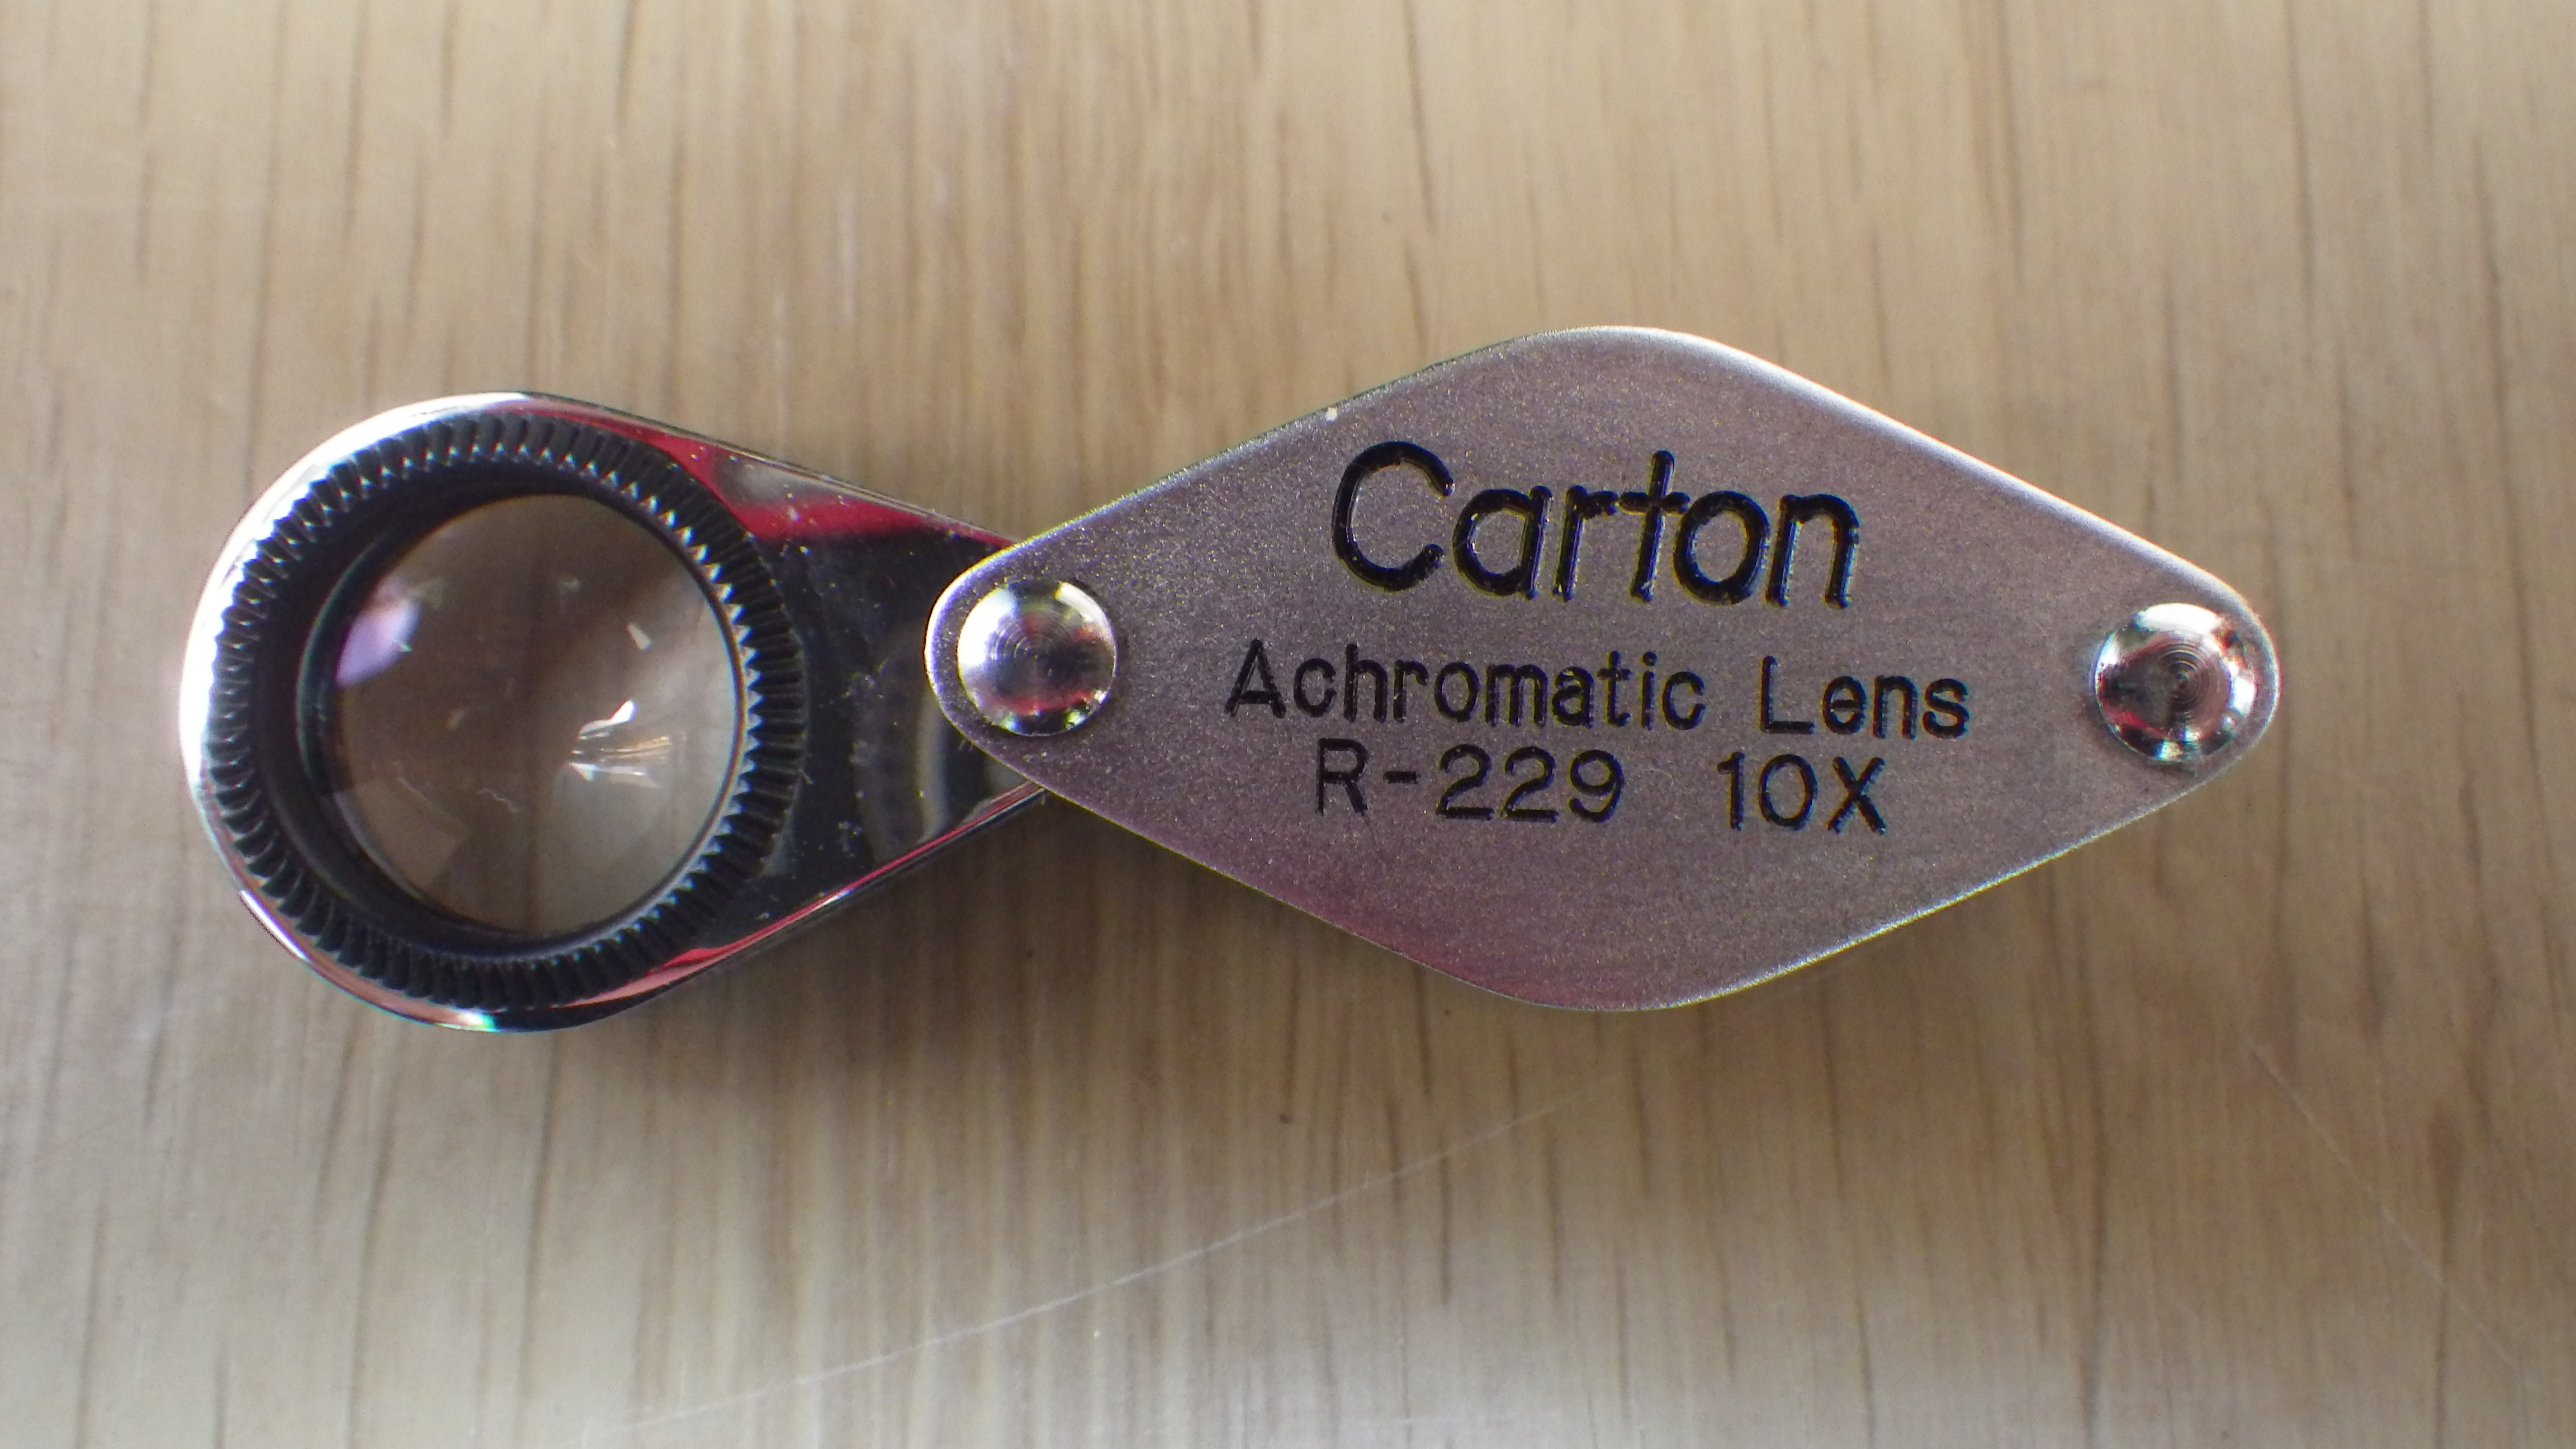 Carton
Achromatic Lens
R-229 10X